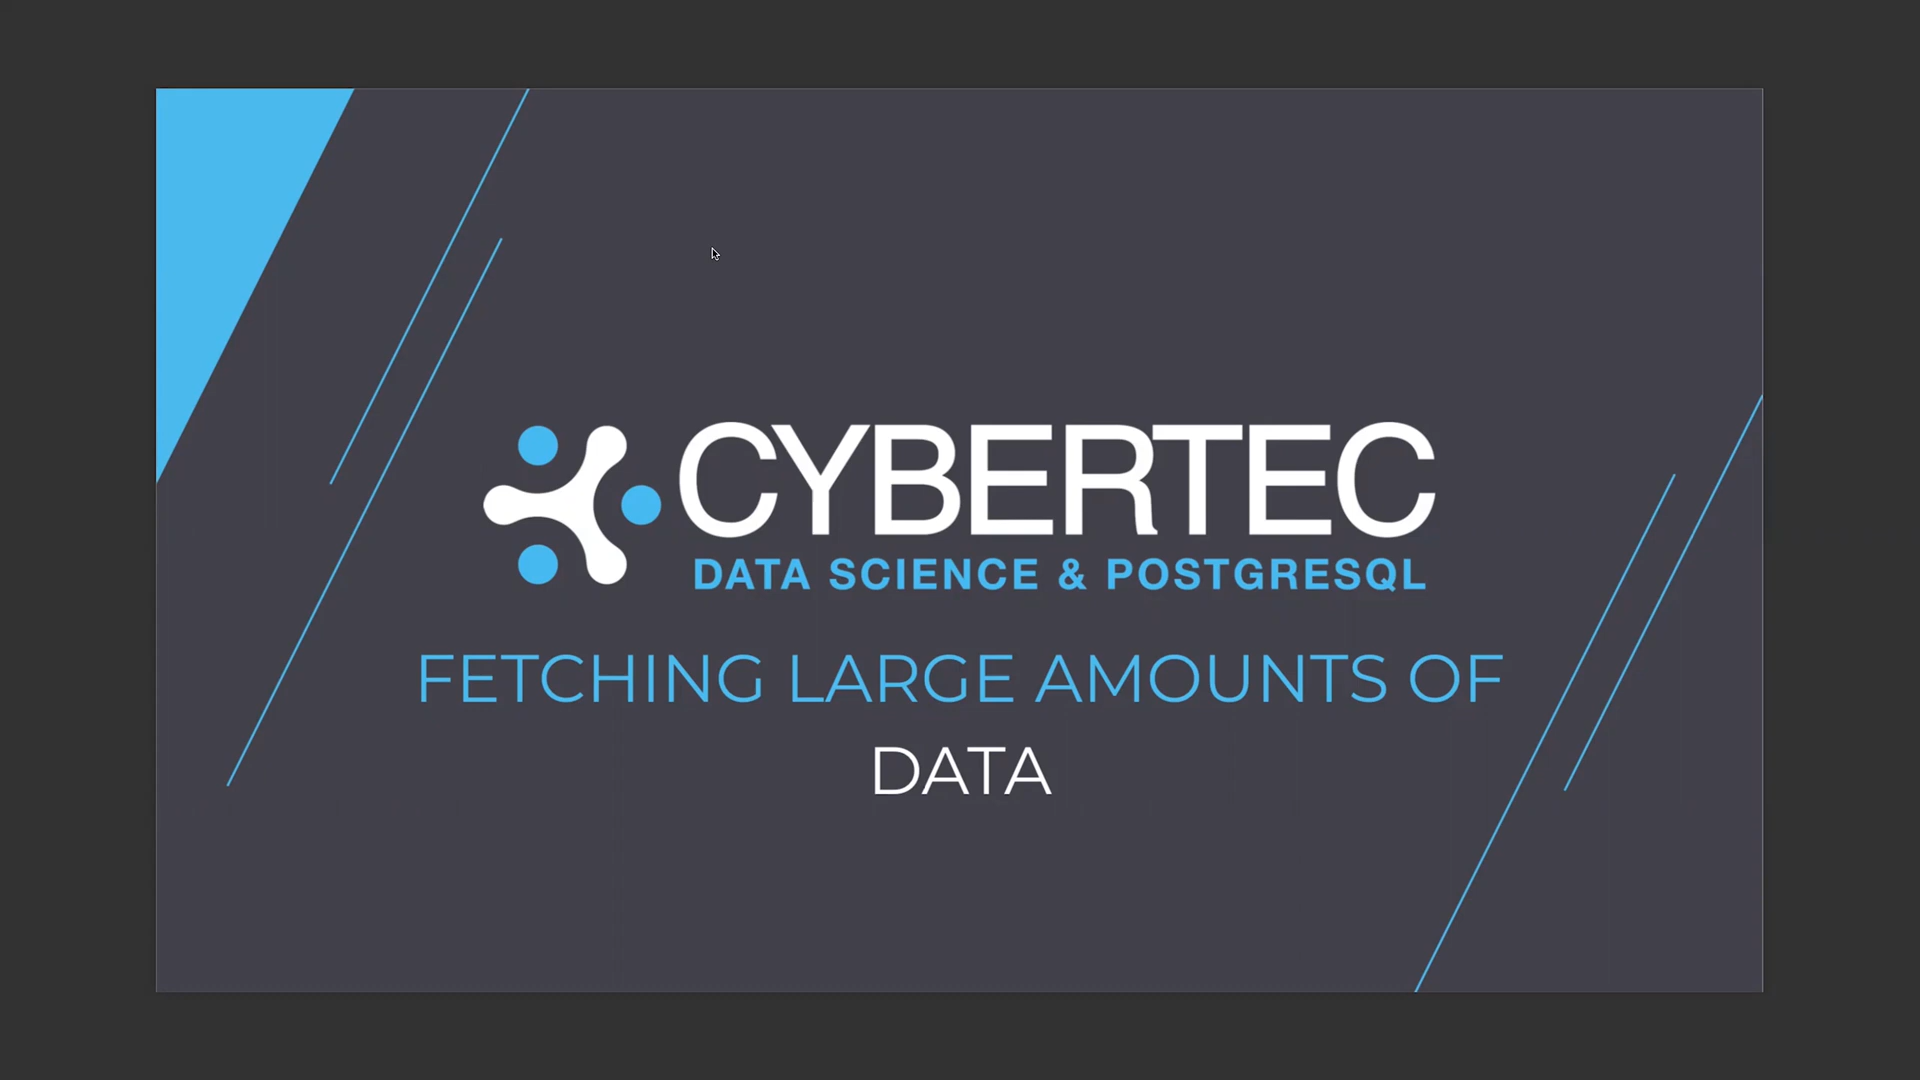 CYBERTEC
DATA SCIENCE & POSTGRESQL
FETCHING LARGE AMOUNTS OF
DATA